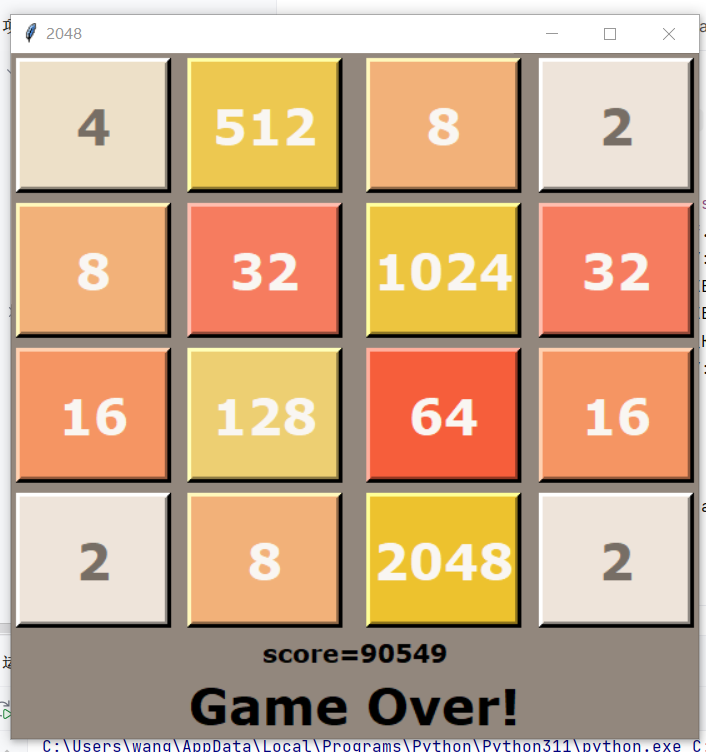 2048
4 512 8 2
8 32 1024 32
16 128 64 16
2 8 2048 2
score=90549
Game Over!
C:\Users\wang\AppData\Local\Programs\Python\Python311\python.exe C: